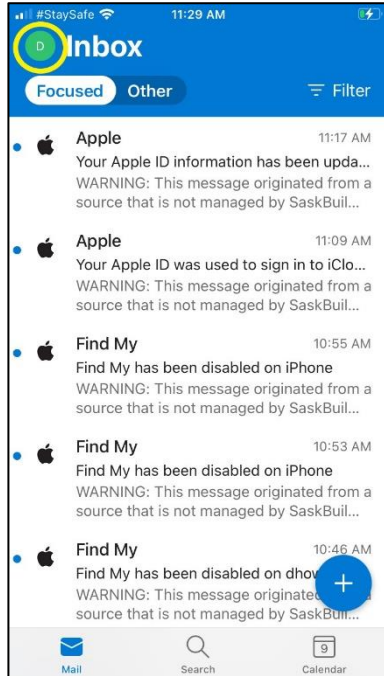 #StaySafe 11:29 AM
D Inbox
Focused Other Filter
Apple 11:17 AM
Your Apple ID information has been upda...
WARNING: This message originated from a
source that is not managed by SaskBuil...
Apple 11:09 AM
Your Apple ID was used to sign in to iClo...
WARNING: This message originated from a
source that is not managed by SaskBuil...
Find My 10:55 AM
Find My has been disabled on iPhone
WARNING: This message originated from a
source that is not managed by SaskBuil...
Find My 10:53 AM
Find My has been disabled on iPhone
WARNING: This message originated from a
source that is not managed by SaskBuil...
Find My 10:46 AM
Find My has been disabled on
WARNING: This message
source that is not managed by
9
Mail Search Calendar